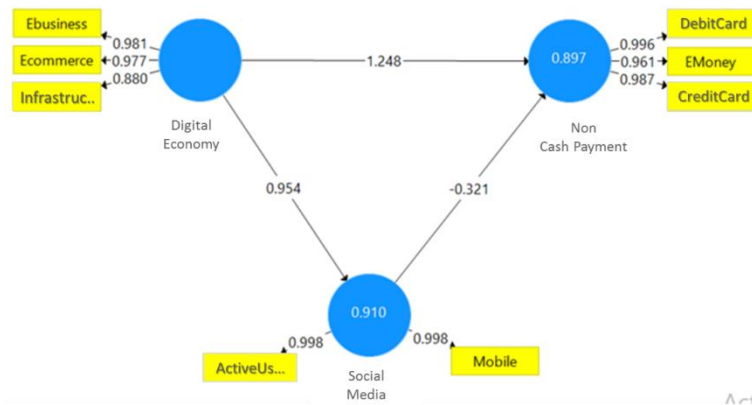 Ebusiness
0.981
Ecommerce
0.977
Infrastruc..
0.880
Digital
Economy
1.248
0.897
0.996
DebitCard
0.961
EMoney
0.987
CreditCard
Non
Cash Payment
0.954
-0.321
0.910
0.998
ActiveUs...
0.998
Mobile
Social
Media